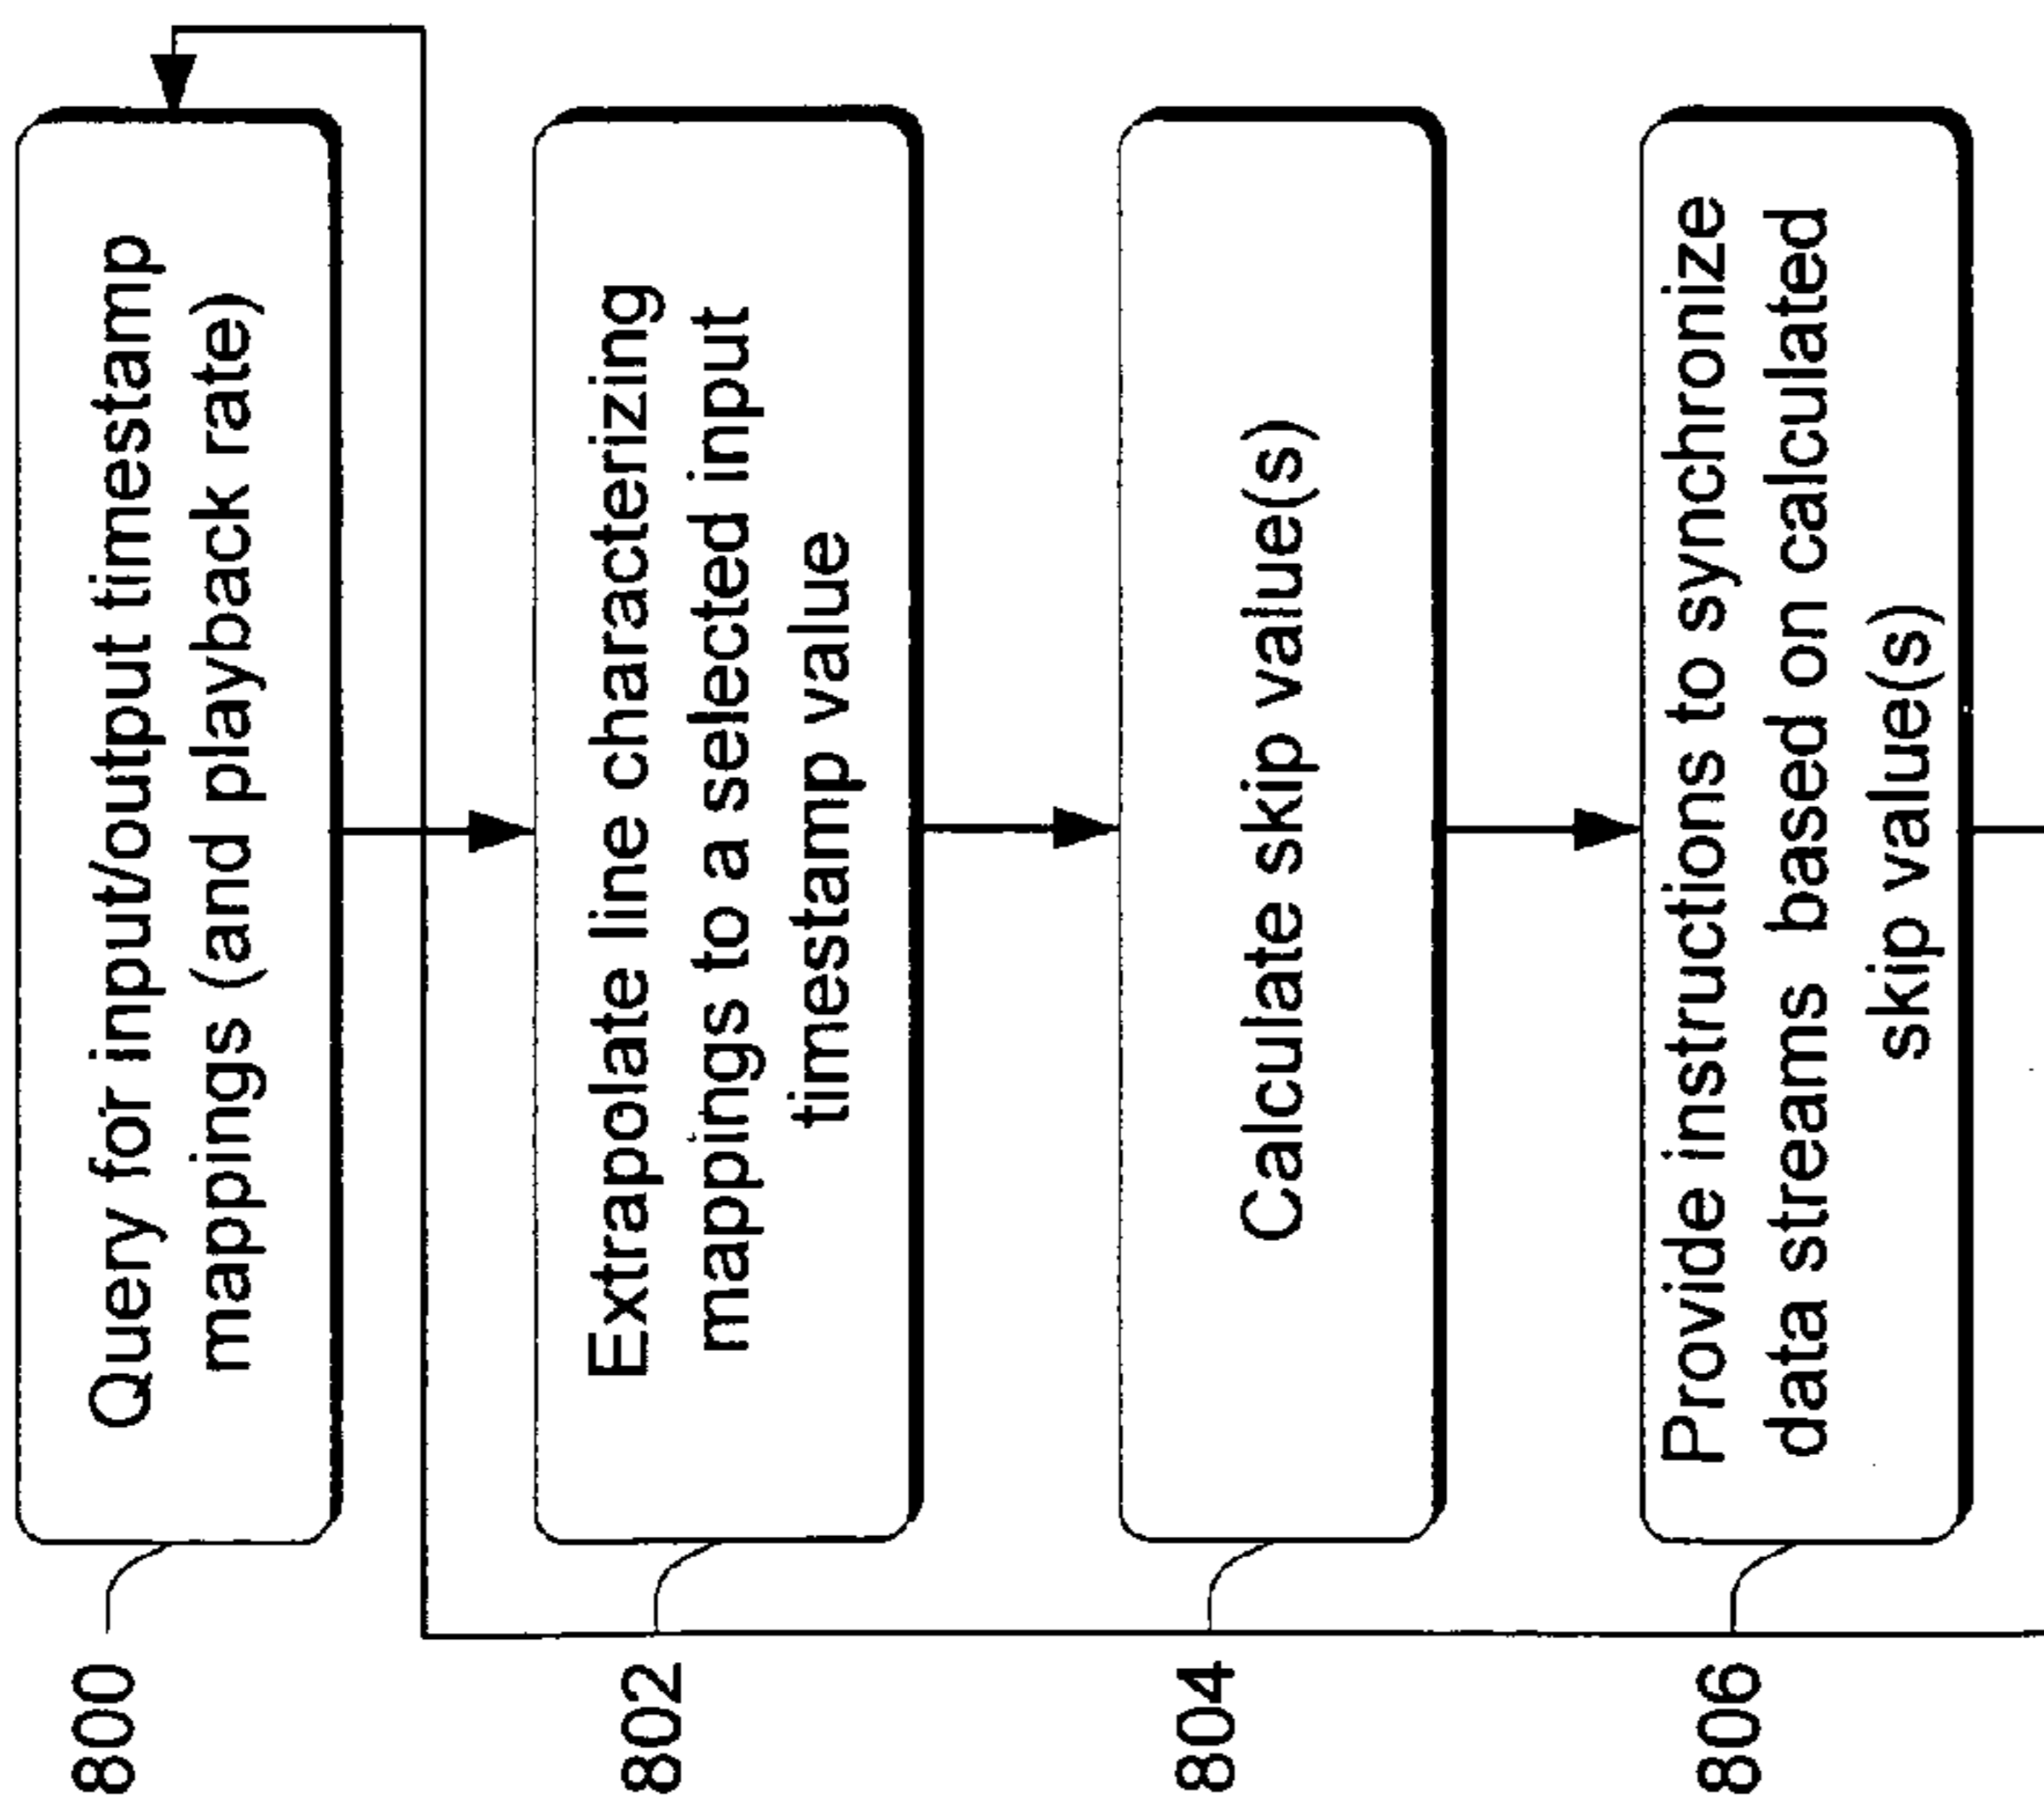 800
Query for input/output timestamp
mappings (and playback rate)
802
Extrapolate line characterizing
mappings to a selected input
timestamp value
804
Calculate skip value(s)
806
Provide instructions to synchronize
data streams based on calculated
skip value(s)